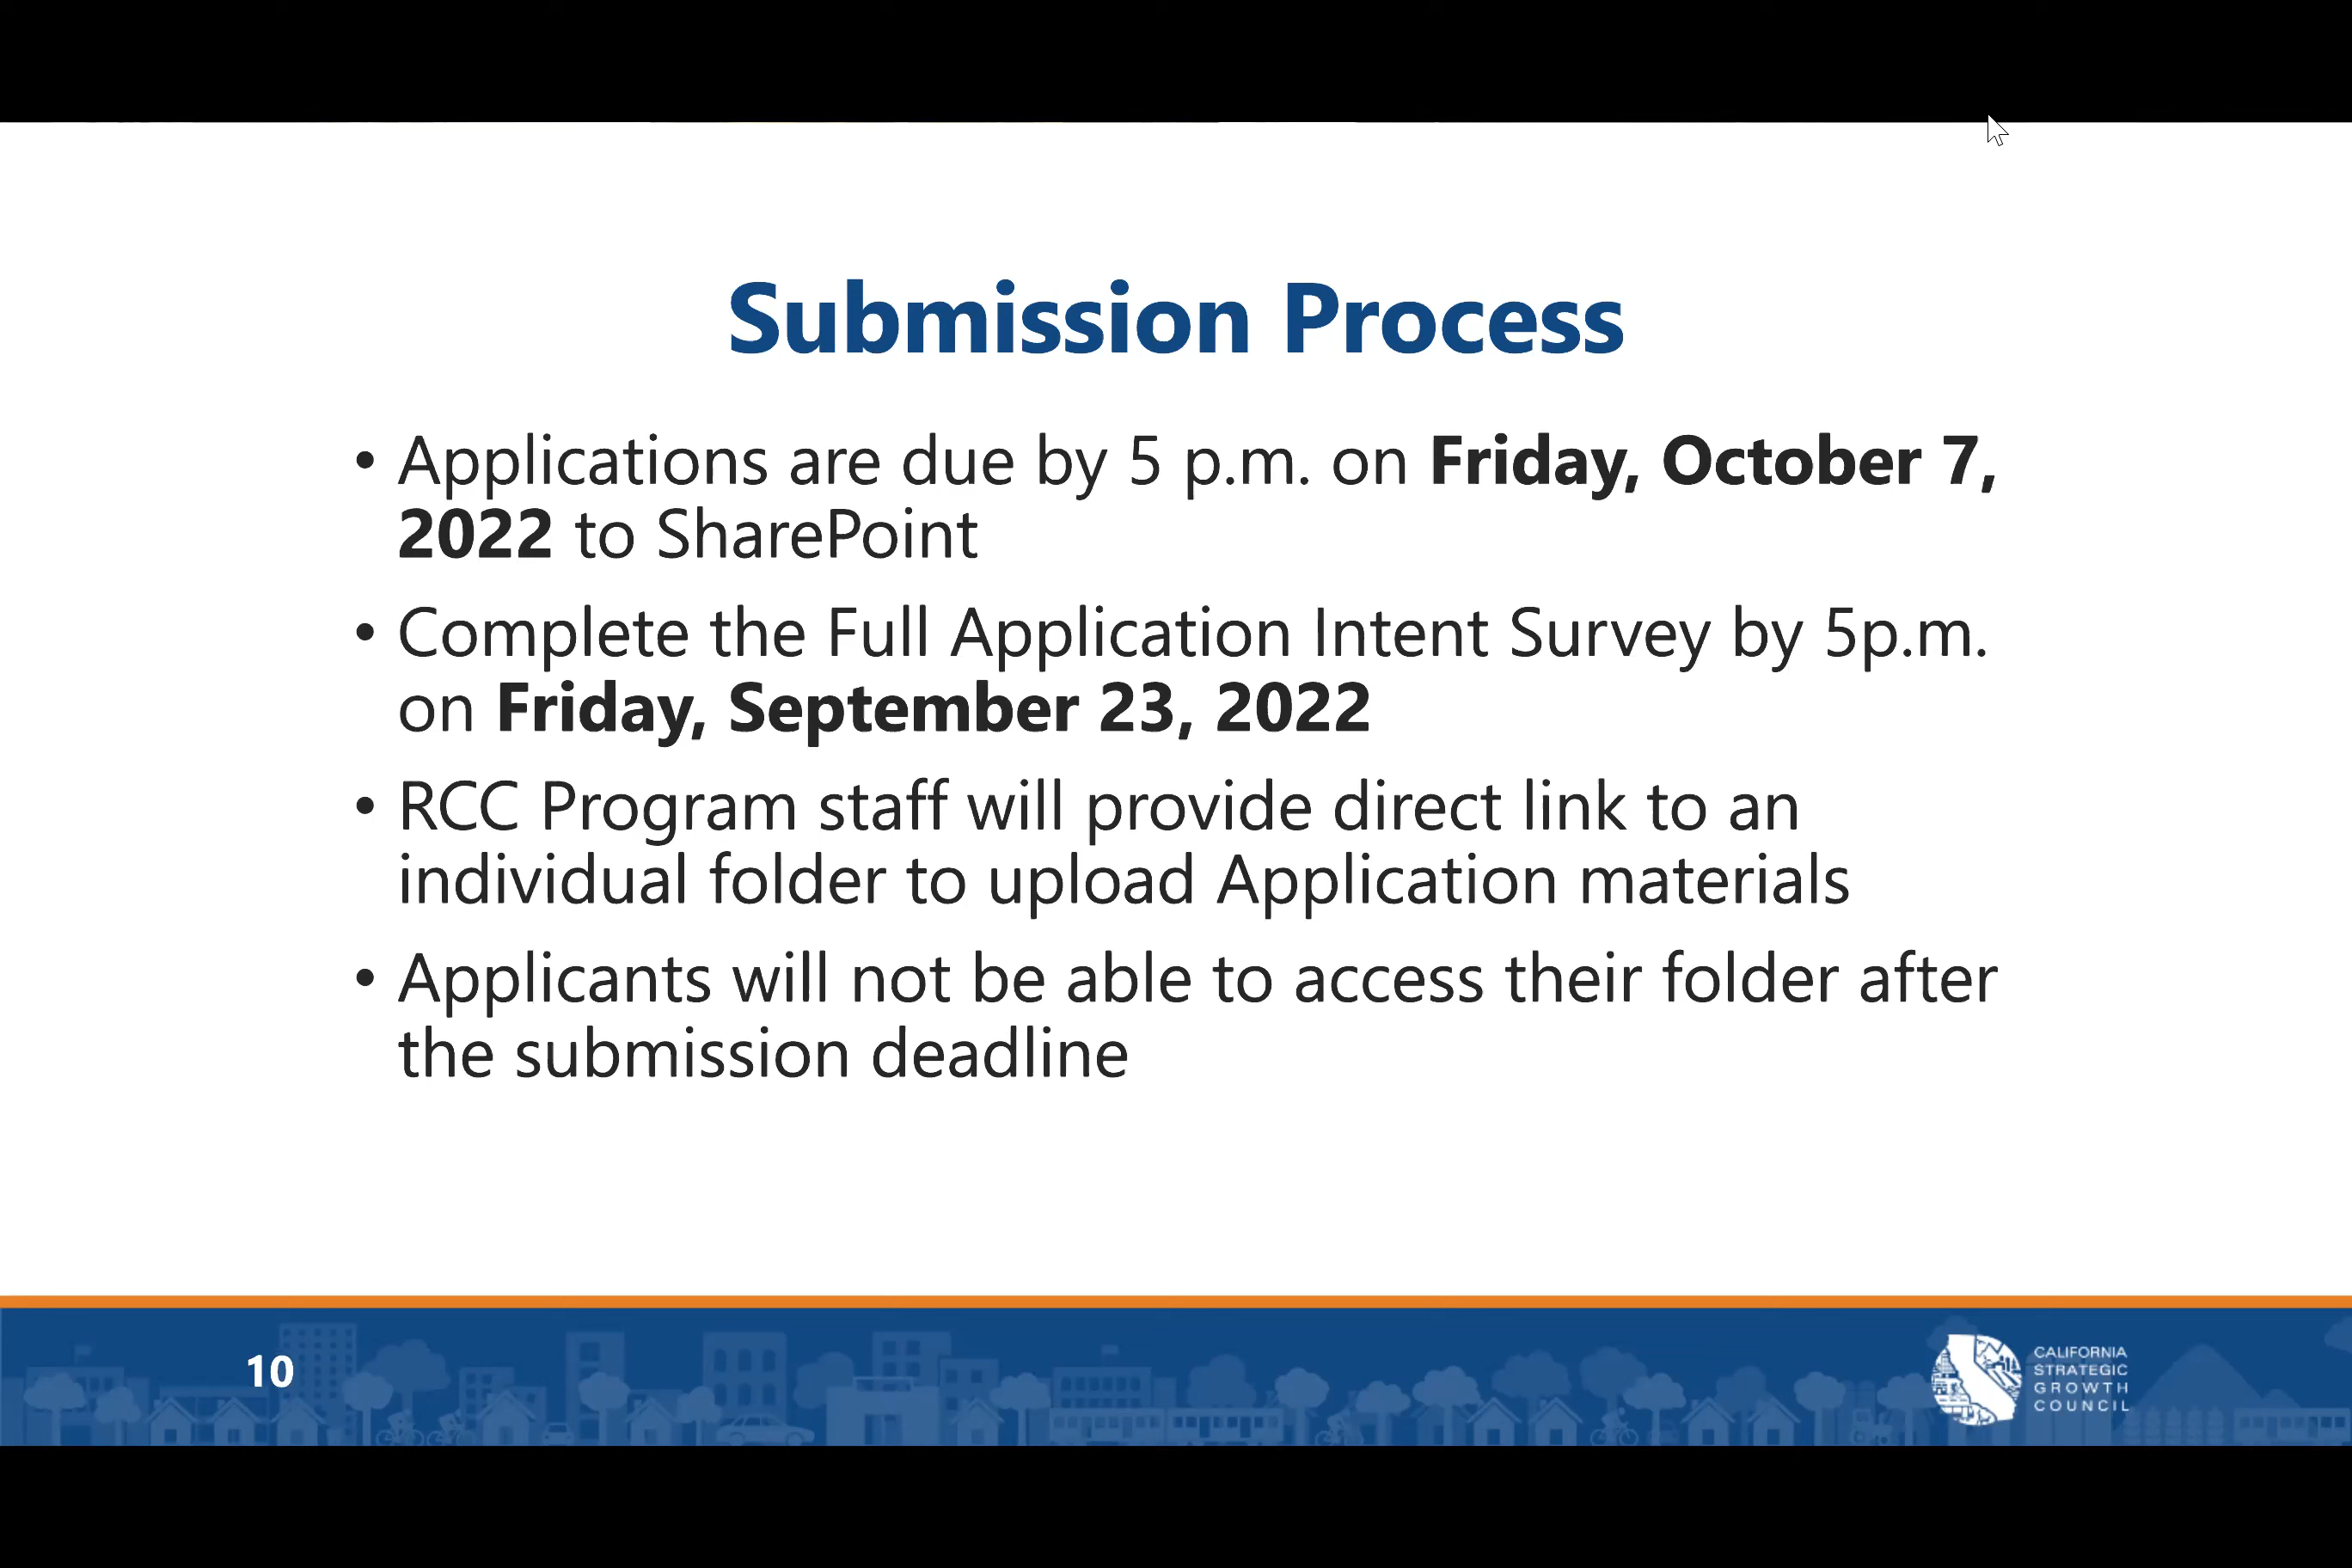 Submission Process
• Applications are due by 5 p.m. on Friday, October 7,
2022 to SharePoint
• Complete the Full Application Intent Survey by 5p.m.
on Friday, September 23, 2022
• RCC Program staff will provide direct link to an
individual folder to upload Application materials
• Applicants will not be able to access their folder after
the submission deadline
10
CALIFORNIA
STRATEGIC
GROWTH
COUNCIL